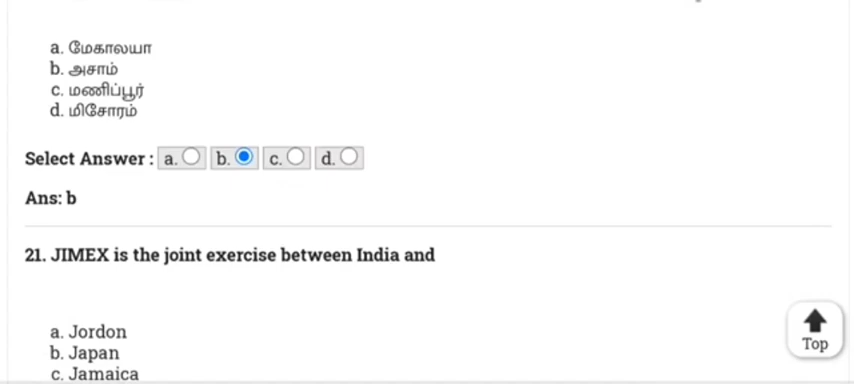 a. மேகாலயா
b. அசாம்
c. மணிப்பூர்
d. மிசோரம்
Select Answer : a. b. c. d.
Ans: b
21. JIMEX is the joint exercise between India and
a. Jordon
b. Japan
c. Jamaica
Top